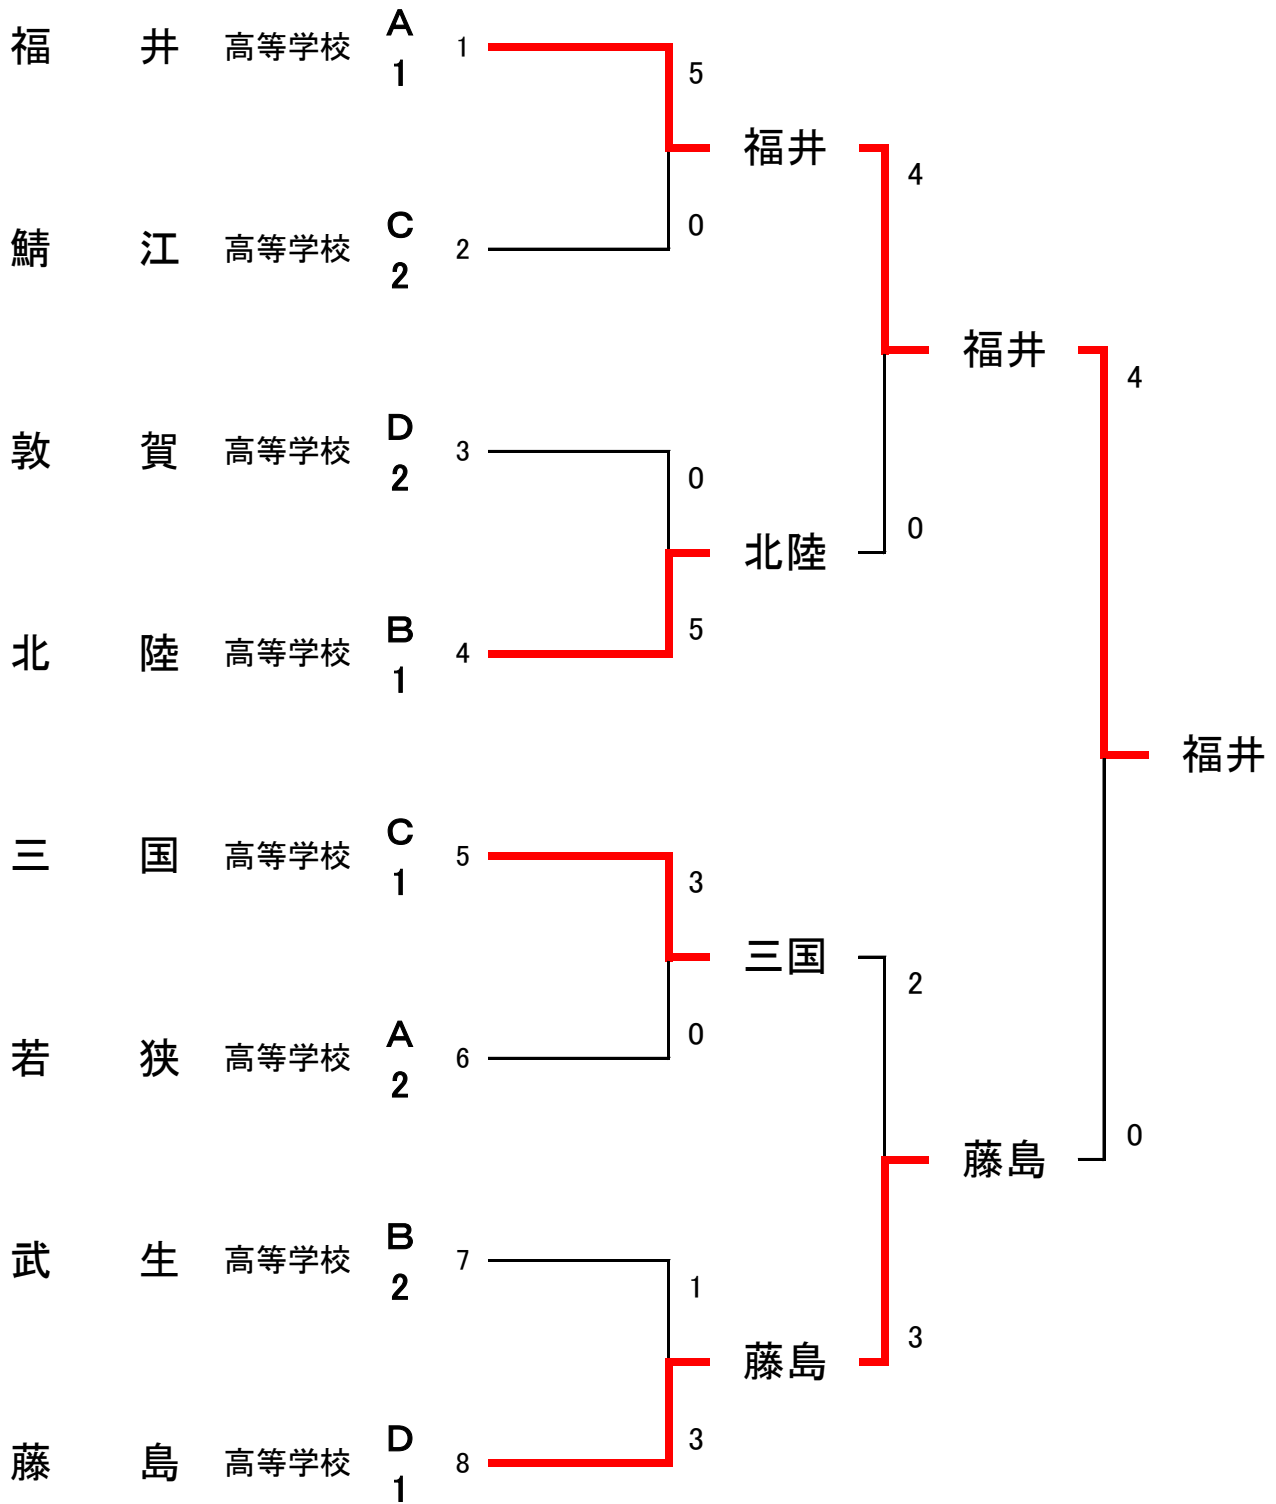 福 井 高等学校 A 1 1
5
福井
4
鯖 江 高等学校 C 2 2
0
福井
4
敦 賀 高等学校 D 2 3
0
北陸
0
北 陸 高等学校 B 1 4
5
福井
三 国 高等学校 C 1 5
3
三国
2
若 狭 高等学校 A 2 6
0
藤島
0
武 生 高等学校 B 2 7
1
藤島
3
藤 島 高等学校 D 1 8
3